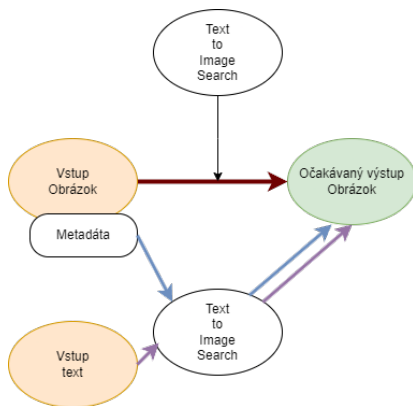 Text
to
Image
Search
Vstup
Obrázok
Očakávaný výstup
Obrázok
Metadáta
Text
to
Image
Search
Vstup
text